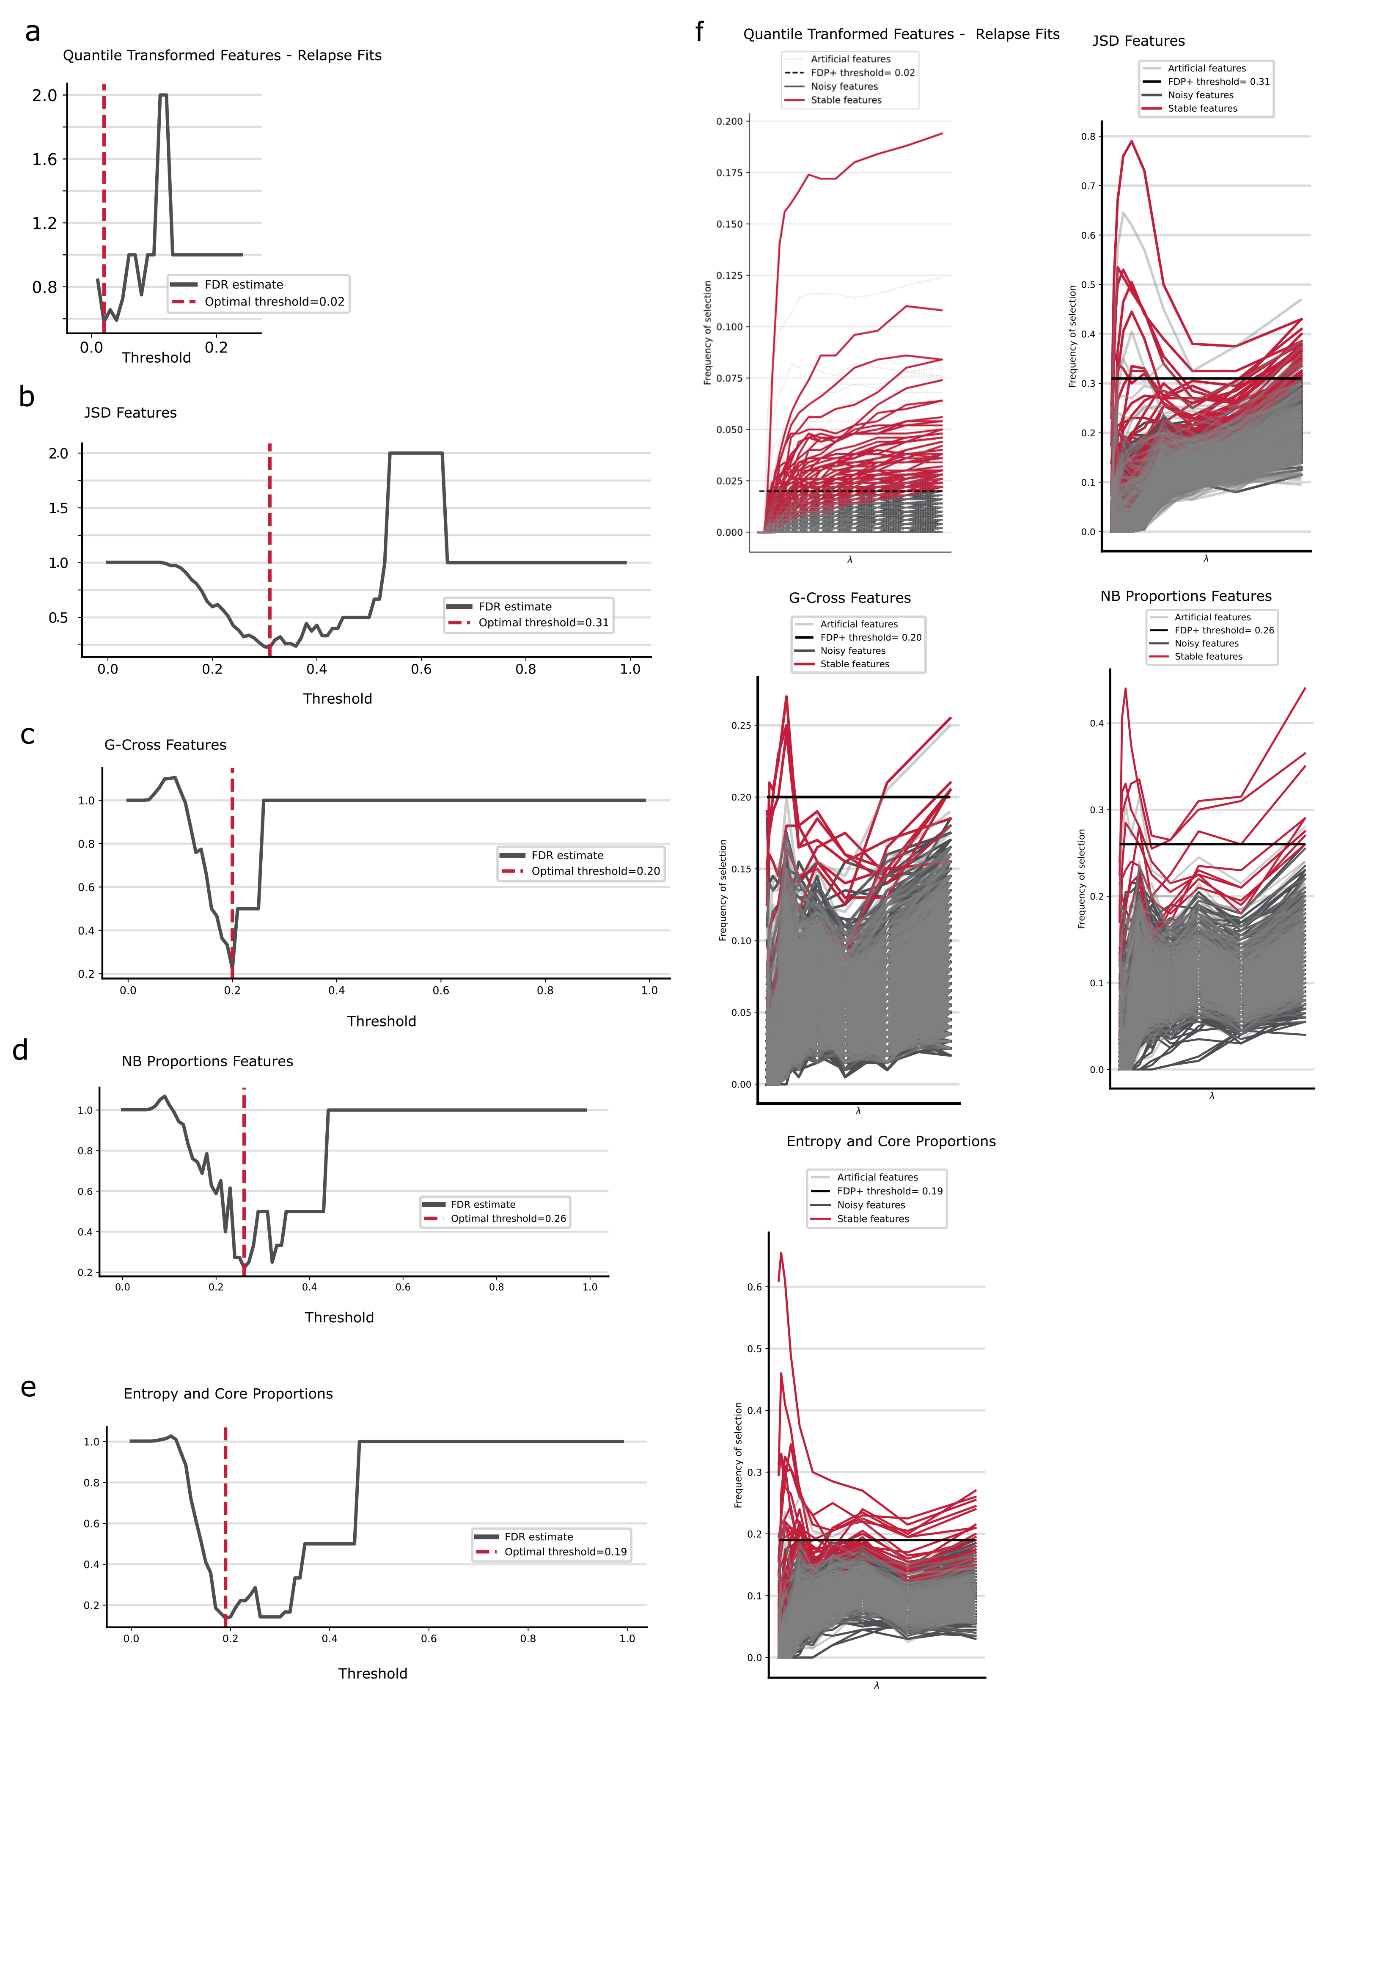 a
Quantile Transformed Features - Relapse Fits
2.0
1.6
1.2
0.8
FDR estimate
Optimal threshold=0.02
0.0
0.2
Threshold
b
JSD Features
2.0
1.5
1.0
0.5
FDR estimate
Optimal threshold=0.31
0.0
0.2
0.4
0.6
0.8
1.0
Threshold
c
G-Cross Features
1.0
0.8
0.6
0.4
0.2
FDR estimate
Optimal threshold=0.20
0.0
0.2
0.4
0.6
0.8
1.0
Threshold
d
NB Proportions Features
1.0
0.8
0.6
0.4
0.2
FDR estimate
Optimal threshold=0.26
0.0
0.2
0.4
0.6
0.8
1.0
Threshold
e
Entropy and Core Proportions
1.0
0.8
0.6
0.4
0.2
FDR estimate
Optimal threshold=0.19
0.0
0.2
0.4
0.6
0.8
1.0
Threshold
f
Quantile Tranformed Features - Relapse Fits
Artificial features
FDP+ threshold= 0.02
Noisy features
Stable features
0.200
0.175
0.150
0.125
0.100
0.075
0.050
0.025
0.000
Frequency of selection
λ
JSD Features
Artificial features
FDP+ threshold= 0.31
Noisy features
Stable features
0.8
0.7
0.6
0.5
0.4
0.3
0.2
0.1
0.0
Frequency of selection
λ
G-Cross Features
Artificial features
FDP+ threshold= 0.20
Noisy features
Stable features
0.25
0.20
0.15
0.10
0.05
0.00
Frequency of selection
λ
NB Proportions Features
Artificial features
FDP+ threshold= 0.26
Noisy features
Stable features
0.4
0.3
0.2
0.1
0.0
Frequency of selection
λ
Entropy and Core Proportions
Artificial features
FDP+ threshold= 0.19
Noisy features
Stable features
0.6
0.5
0.4
0.3
0.2
0.1
0.0
Frequency of selection
λ